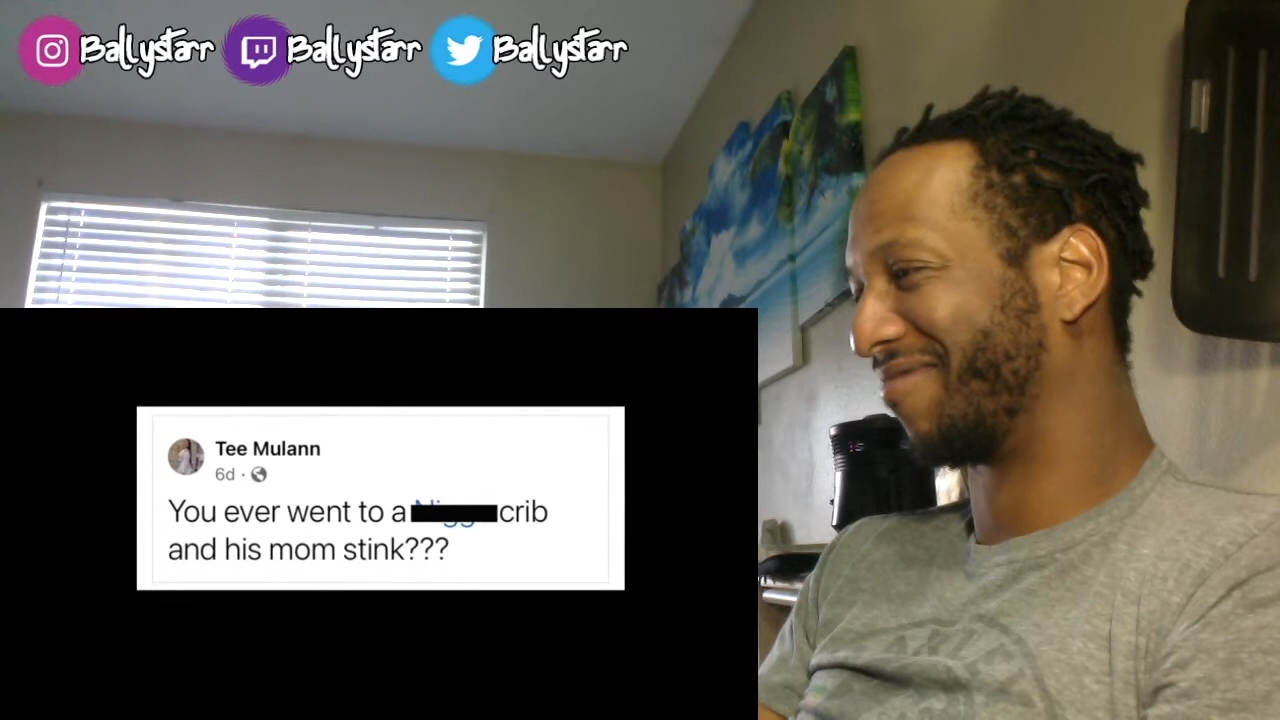 Ballystarr Ballystarr Ballystarr
Tee Mulann
6d ·
You ever went to a crib
and his mom stink???